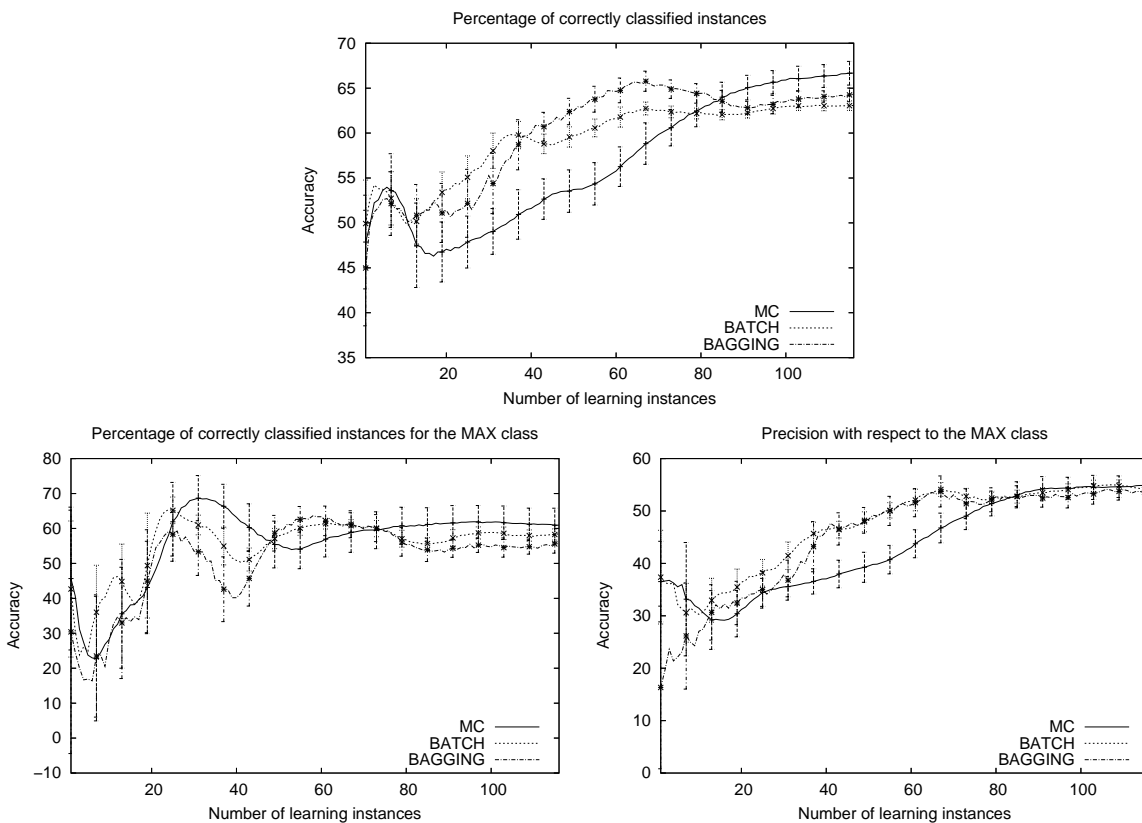 Percentage of correctly classified instances
70
65
60
55
50
45
40
35
Accuracy
MC
BATCH
BAGGING
20 40 60 80 100
Number of learning instances
Percentage of correctly classified instances for the MAX class
80
70
60
50
40
30
20
10
0
−10
Accuracy
MC
BATCH
BAGGING
20 40 60 80 100
Number of learning instances
Precision with respect to the MAX class
60
50
40
30
20
10
0
Accuracy
MC
BATCH
BAGGING
20 40 60 80 100
Number of learning instances